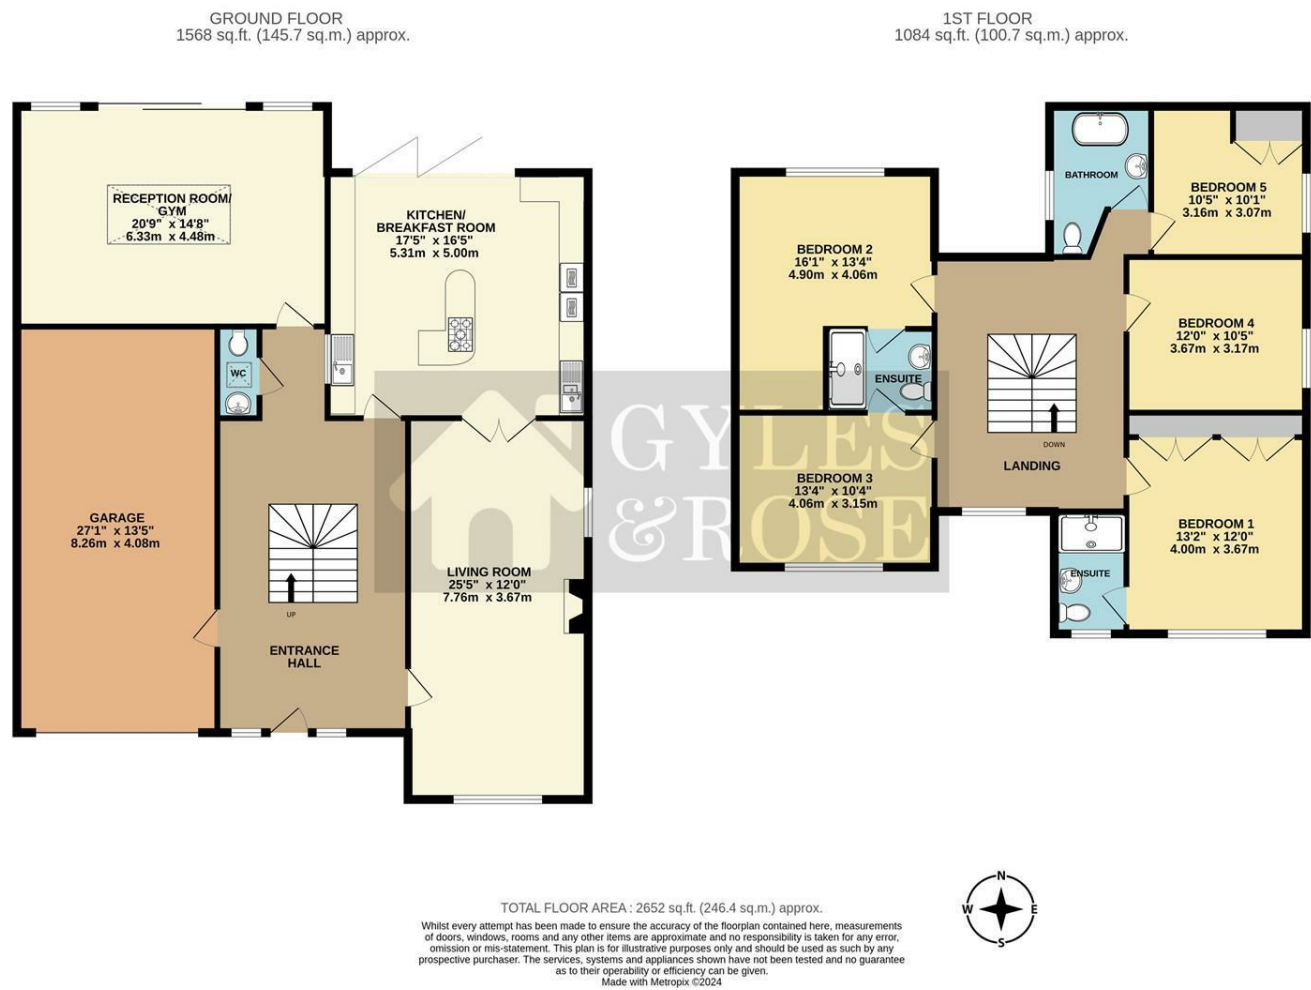 GROUND FLOOR
1568 sq.ft. (145.7 sq.m.) approx.
1ST FLOOR
1084 sq.ft. (100.7 sq.m.) approx.
RECEPTION ROOM/
GYM
20'9" x 14'8"
6.33m x 4.48m
KITCHEN/
BREAKFAST ROOM
17'5" x 16'5"
5.31m x 5.00m
WC
GARAGE
27'1" x 13'5"
8.26m x 4.08m
UP
ENTRANCE
HALL
LIVING ROOM
25'5" x 12'0"
7.76m x 3.67m
BATHROOM
BEDROOM 5
10'5" x 10'1"
3.16m x 3.07m
BEDROOM 2
16'1" x 13'4"
4.90m x 4.06m
BEDROOM 4
12'0" x 10'5"
3.67m x 3.17m
ENSUITE
DOWN
LANDING
BEDROOM 3
13'4" x 10'4"
4.06m x 3.15m
BEDROOM 1
13'2" x 12'0"
4.00m x 3.67m
ENSUITE
GYLES
&ROSE
N
W E
S
TOTAL FLOOR AREA : 2652 sq.ft. (246.4 sq.m.) approx.
Whilst every attempt has been made to ensure the accuracy of the floorplan contained here, measurements
of doors, windows, rooms and any other items are approximate and no responsibility is taken for any error,
omission or mis-statement. This plan is for illustrative purposes only and should be used as such by any
prospective purchaser. The services, systems and appliances shown have not been tested and no guarantee
as to their operability or efficiency can be given.
Made with Metropix ©2024